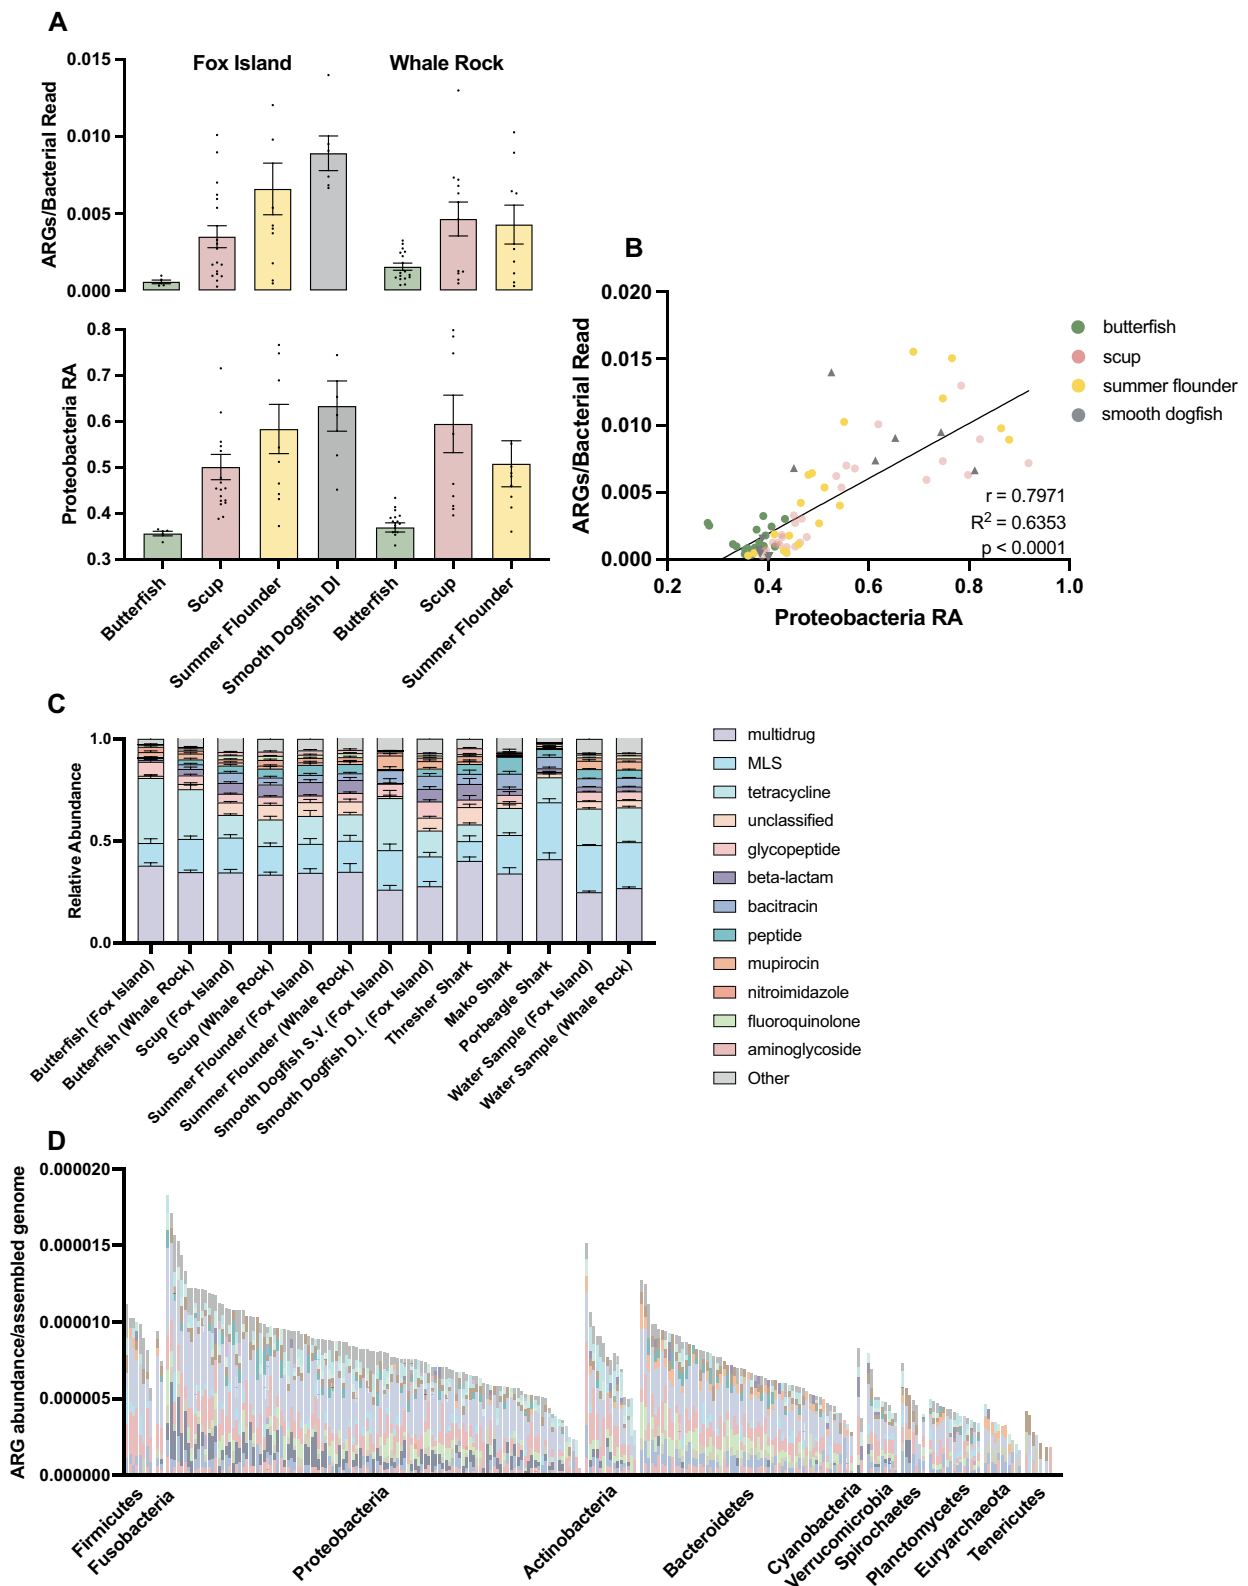 A
Fox Island
Whale Rock
ARGs/Bacterial Read
0.015
0.010
0.005
0.000
Proteobacteria RA
0.8
0.7
0.6
0.5
0.4
0.3
Butterfish
Scup
Summer Flounder
Smooth Dogfish DI
Butterfish
Scup
Summer Flounder
B
ARGs/Bacterial Read
0.020
0.015
0.010
0.005
0.000
0.2
0.4
0.6
0.8
1.0
Proteobacteria RA
r = 0.7971
R² = 0.6353
p < 0.0001
butterfish
scup
summer flounder
smooth dogfish
C
Relative Abundance
1.0
0.5
0.0
Butterfish (Fox Island)
Butterfish (Whale Rock)
Scup (Fox Island)
Scup (Whale Rock)
Summer Flounder (Fox Island)
Summer Flounder (Whale Rock)
Smooth Dogfish S.V. (Fox Island)
Smooth Dogfish D.I. (Fox Island)
Thresher Shark
Mako Shark
Porbeagle Shark
Water Sample (Fox Island)
Water Sample (Whale Rock)
multidrug
MLS
tetracycline
unclassified
glycopeptide
beta-lactam
bacitracin
peptide
mupirocin
nitroimidazole
fluoroquinolone
aminoglycoside
Other
D
ARG abundance/assembled genome
0.000020
0.000015
0.000010
0.000005
0.000000
Firmicutes
Fusobacteria
Proteobacteria
Actinobacteria
Bacteroidetes
Cyanobacteria
Verrucomicrobia
Spirochaetes
Planctomycetes
Euryarchaeota
Tenericutes